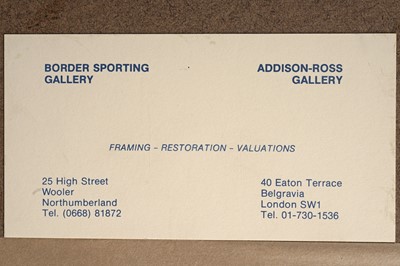 BORDER SPORTING
GALLERY
ADDISON-ROSS
GALLERY
FRAMING – RESTORATION – VALUATIONS
25 High Street
Wooler
Northumberland
Tel. (0668) 81872
40 Eaton Terrace
Belgravia
London SW1
Tel. 01-730-1536